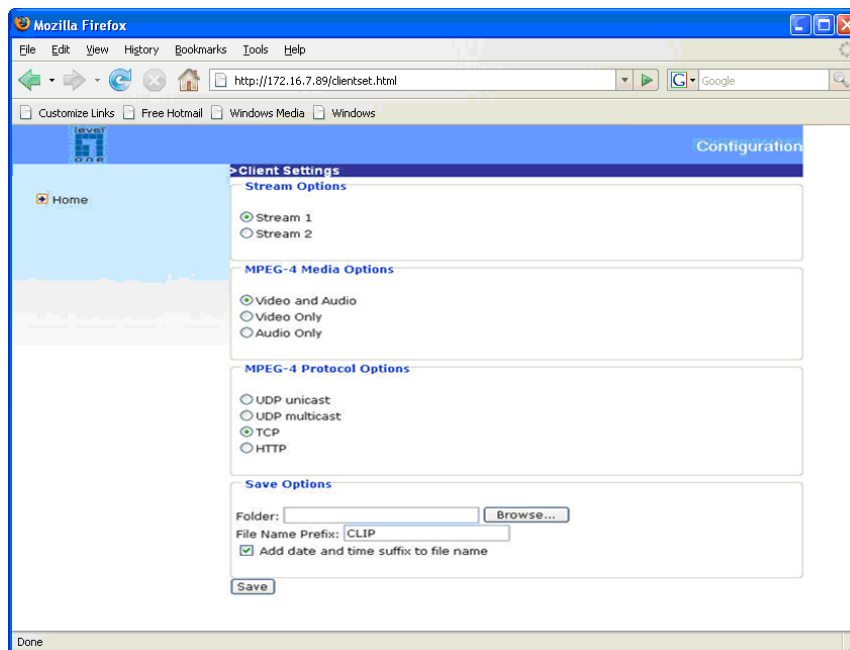 Mozilla Firefox
File Edit View History Bookmarks Tools Help
http://172.16.7.89/clientset.html
G Google
Customize Links Free Hotmail Windows Media Windows
level
one
Configuration
>Client Settings
Home
Stream Options
Stream 1
Stream 2
MPEG-4 Media Options
Video and Audio
Video Only
Audio Only
MPEG-4 Protocol Options
UDP unicast
UDP multicast
TCP
HTTP
Save Options
Folder: Browse...
File Name Prefix: CLIP
Add date and time suffix to file name
Save
Done